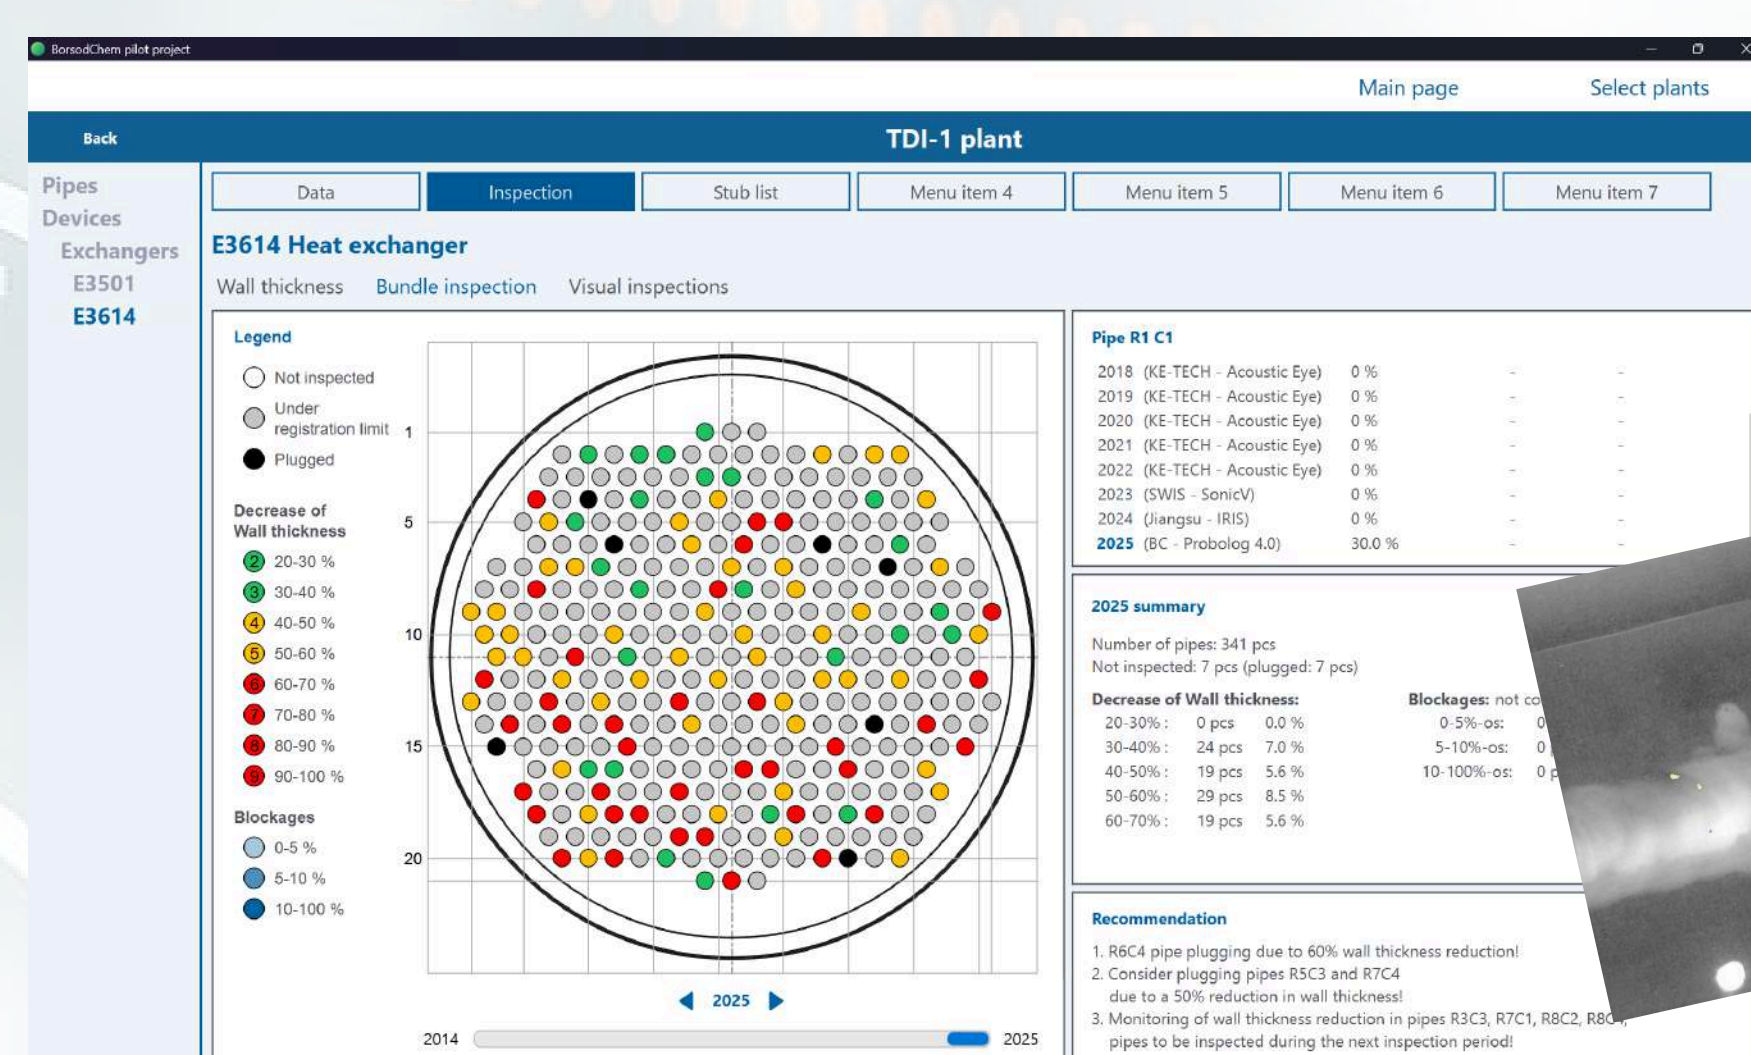 BorsodChem pilot project
Main page Select plants
Back TDI-1 plant
Pipes
Devices
Exchangers
E3501
E3614
Data Inspection Stub list Menu item 4 Menu item 5 Menu item 6 Menu item 7
E3614 Heat exchanger
Wall thickness Bundle inspection Visual inspections
Legend
Not inspected
Under
registration limit
Plugged
Decrease of
Wall thickness
2 20-30 %
3 30-40 %
4 40-50 %
5 50-60 %
6 60-70 %
7 70-80 %
8 80-90 %
9 90-100 %
Blockages
0-5 %
5-10 %
10-100 %
1
5
10
15
20
2025
2014 2025
Pipe R1 C1
2018 (KE-TECH - Acoustic Eye) 0 % - -
2019 (KE-TECH - Acoustic Eye) 0 % - -
2020 (KE-TECH - Acoustic Eye) 0 % - -
2021 (KE-TECH - Acoustic Eye) 0 % - -
2022 (KE-TECH - Acoustic Eye) 0 % - -
2023 (SWIS - SonicV) 0 % - -
2024 (Jiangsu - IRIS) 0 % - -
2025 (BC - Probolog 4.0) 30.0 % - -
2025 summary
Number of pipes: 341 pcs
Not inspected: 7 pcs (plugged: 7 pcs)
Decrease of Wall thickness:
20-30% : 0 pcs 0.0 %
30-40% : 24 pcs 7.0 %
40-50% : 19 pcs 5.6 %
50-60% : 29 pcs 8.5 %
60-70% : 19 pcs 5.6 %
Blockages: not
0-5%-os: 0
5-10%-os: 0
10-100%-os: 0
Recommendation
1. R6C4 pipe plugging due to 60% wall thickness reduction!
2. Consider plugging pipes R5C3 and R7C4
due to a 50% reduction in wall thickness!
3. Monitoring of wall thickness reduction in pipes R3C3, R7C1, R8C2,
pipes to be inspected during the next inspection period!